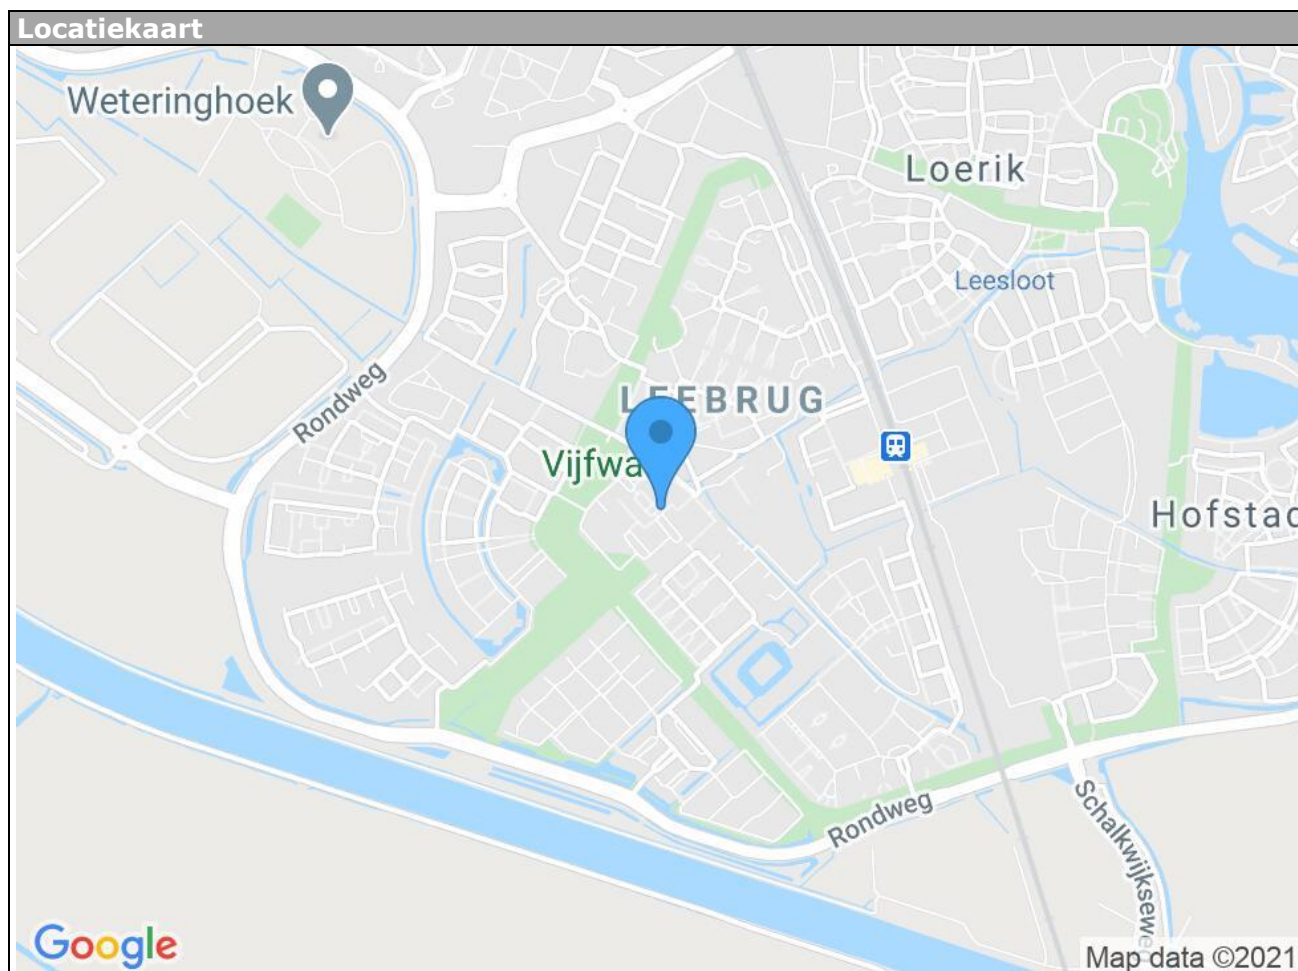 Locatiekaart
Weteringhoek
Loerik
Leesloot
Rondweg
LEEBRUG
Vijfwa
Hofstad
Rondweg
Schalkwijksewe
Google
Map data ©2021